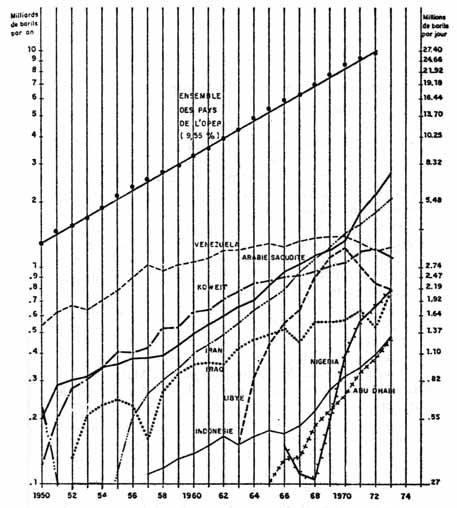 Milliards
de barils
par an
Millions
de barils
par jour
10
9
8
7
6
5
4
3
2
1
.9
.8
.7
.6
.5
.4
.3
.2
.1
27.40
24.66
21.92
19.18
16.44
13.70
10.25
8.32
5.48
2.74
2.47
2.19
1.92
1.64
1.37
1.10
.82
.55
.27
ENSEMBLE
DES PAYS
DE L'OPEP
(9,55 %)
VENEZUELA
ARABIE SAOUDITE
KOWEIT
IRAN
IRAQ
LIBYE
NIGERIA
ABU DHABI
INDONESIE
1950 52 54 56 58 1960 62 64 66 68 1970 72 74